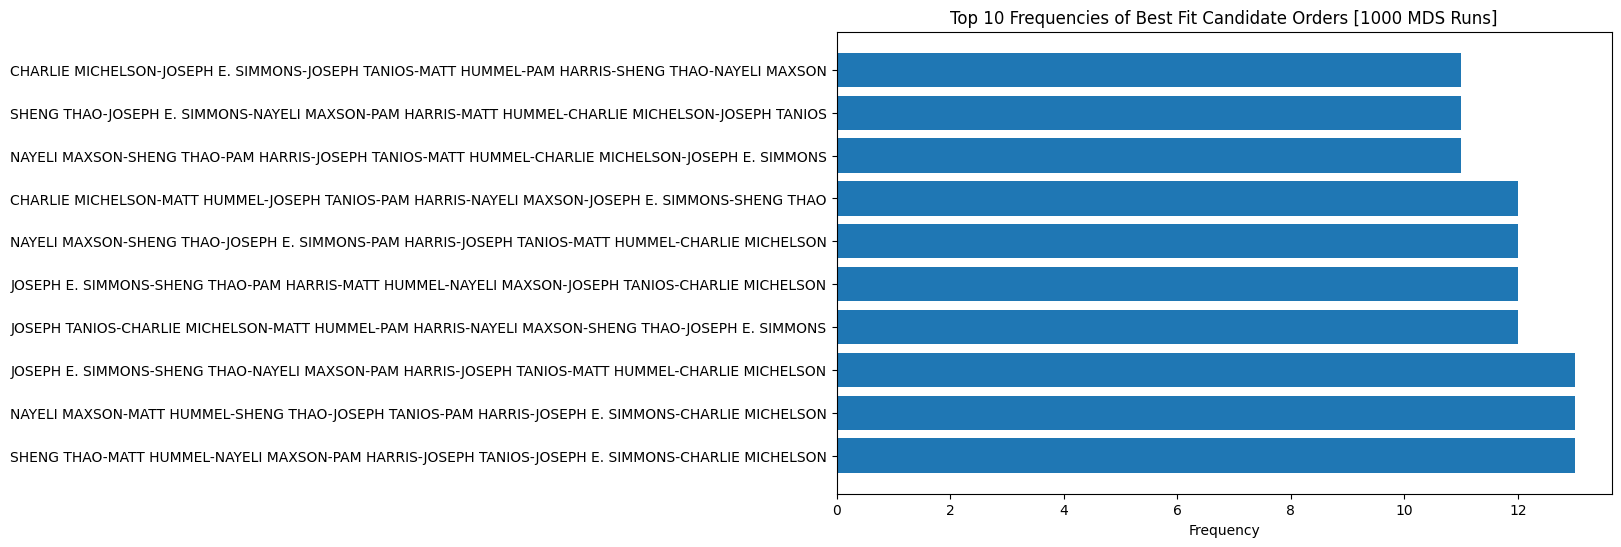 Top 10 Frequencies of Best Fit Candidate Orders [1000 MDS Runs]
CHARLIE MICHELSON-JOSEPH E. SIMMONS-JOSEPH TANIOS-MATT HUMMEL-PAM HARRIS-SHENG THAO-NAYELI MAXSON
SHENG THAO-JOSEPH E. SIMMONS-NAYELI MAXSON-PAM HARRIS-MATT HUMMEL-CHARLIE MICHELSON-JOSEPH TANIOS
NAYELI MAXSON-SHENG THAO-PAM HARRIS-JOSEPH TANIOS-MATT HUMMEL-CHARLIE MICHELSON-JOSEPH E. SIMMONS
CHARLIE MICHELSON-MATT HUMMEL-JOSEPH TANIOS-PAM HARRIS-NAYELI MAXSON-JOSEPH E. SIMMONS-SHENG THAO
NAYELI MAXSON-SHENG THAO-JOSEPH E. SIMMONS-PAM HARRIS-JOSEPH TANIOS-MATT HUMMEL-CHARLIE MICHELSON
JOSEPH E. SIMMONS-SHENG THAO-PAM HARRIS-MATT HUMMEL-NAYELI MAXSON-JOSEPH TANIOS-CHARLIE MICHELSON
JOSEPH TANIOS-CHARLIE MICHELSON-MATT HUMMEL-PAM HARRIS-NAYELI MAXSON-SHENG THAO-JOSEPH E. SIMMONS
JOSEPH E. SIMMONS-SHENG THAO-NAYELI MAXSON-PAM HARRIS-JOSEPH TANIOS-MATT HUMMEL-CHARLIE MICHELSON
NAYELI MAXSON-MATT HUMMEL-SHENG THAO-JOSEPH TANIOS-PAM HARRIS-JOSEPH E. SIMMONS-CHARLIE MICHELSON
SHENG THAO-MATT HUMMEL-NAYELI MAXSON-PAM HARRIS-JOSEPH TANIOS-JOSEPH E. SIMMONS-CHARLIE MICHELSON
0 2 4 6 8 10 12
Frequency